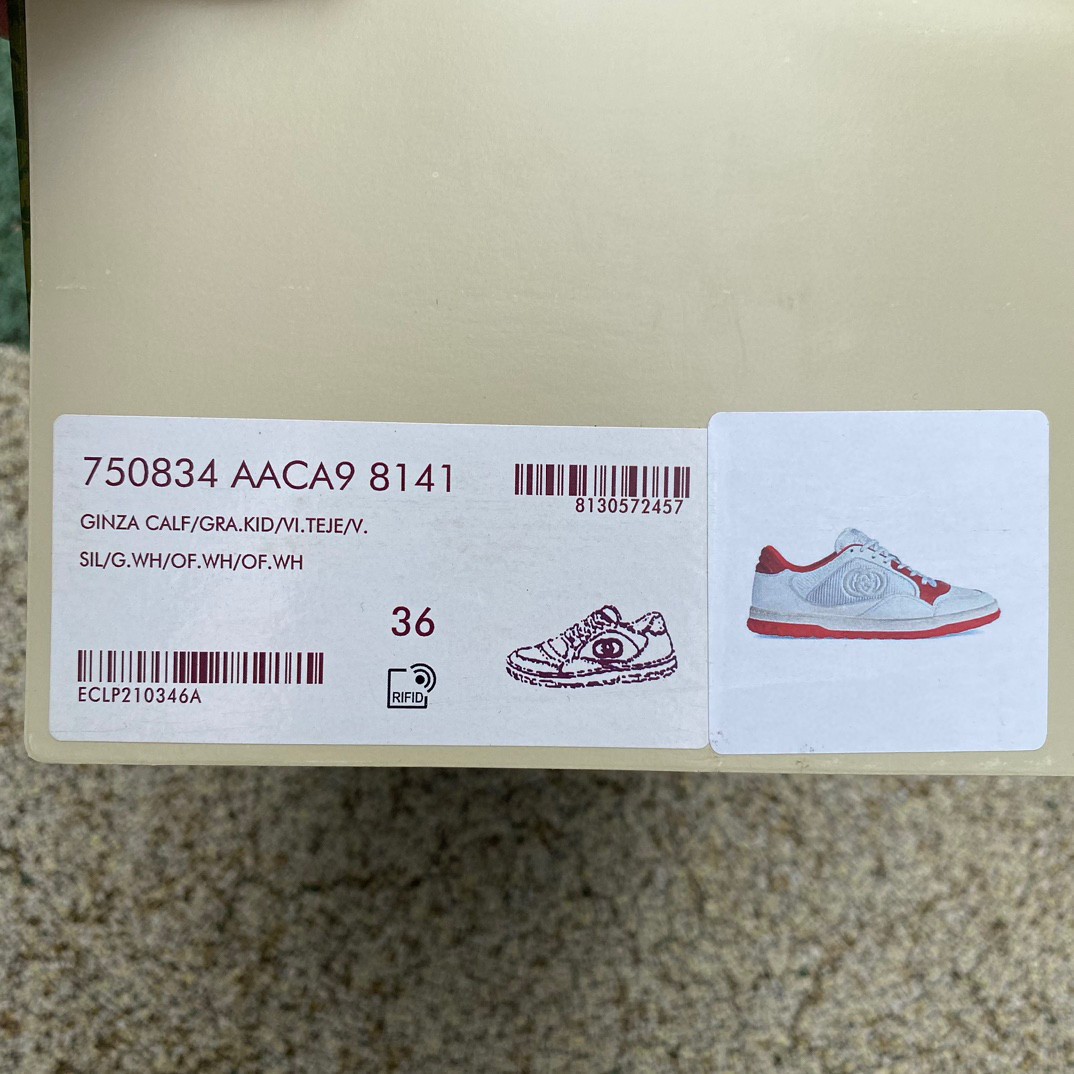 750834 AACA9 8141
8130572457
GINZA CALF/GRA.KID/VI.TEJE/V.
SIL/G.WH/OF.WH/OF.WH
36
ECLP210346A
RIFID